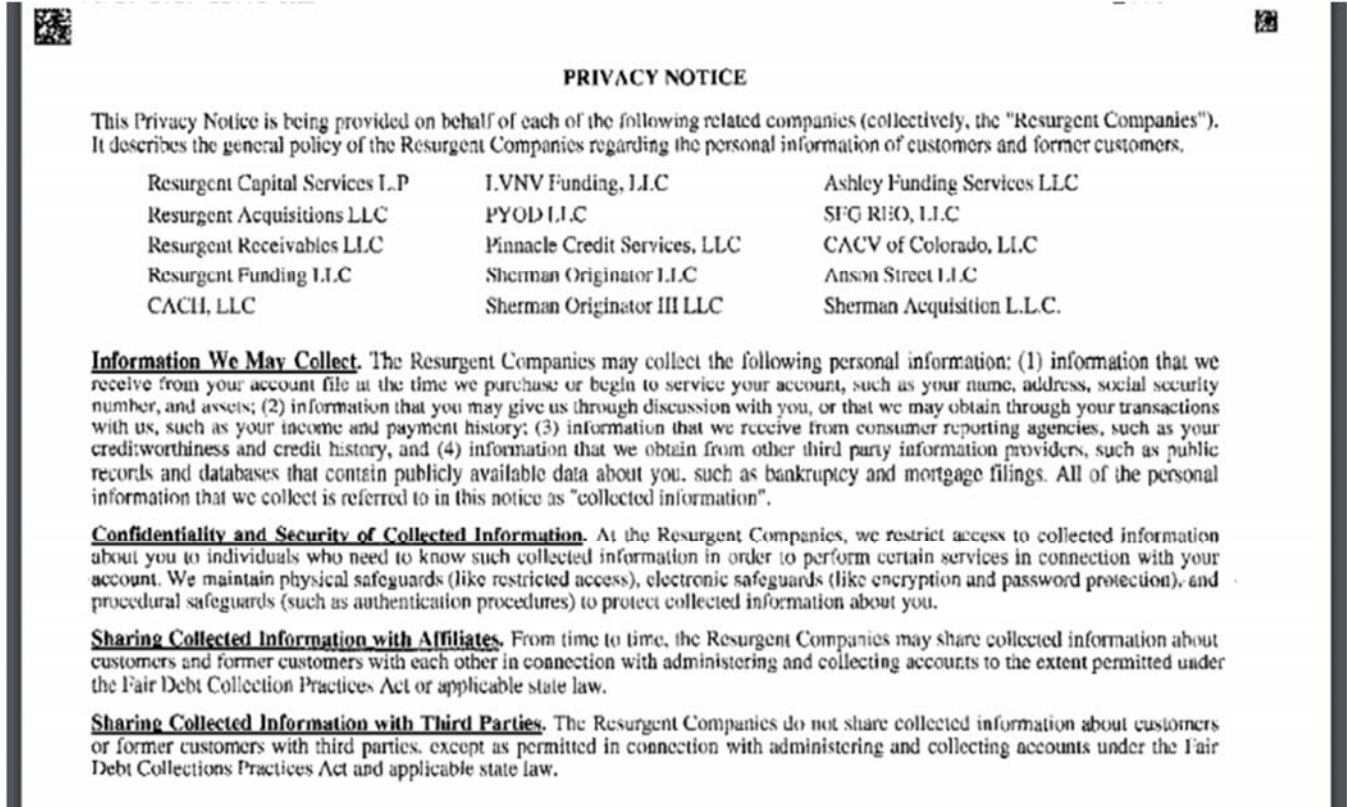 PRIVACY NOTICE
This Privacy Notice is being provided on behalf of each of the following related companies (collectively, the "Resurgent Companies").
It describes the general policy of the Resurgent Companies regarding the personal information of customers and former customers.
Resurgent Capital Services L.P LVNV Funding, LLC Ashley Funding Services LLC
Resurgent Acquisitions LLC PYOD LLC SFG REO, LLC
Resurgent Receivables LLC Pinnacle Credit Services, LLC CACV of Colorado, LLC
Resurgent Funding LLC Sherman Originator LLC Anson Street LLC
CACH, LLC Sherman Originator III LLC Sherman Acquisition L.L.C.
Information We May Collect. The Resurgent Companies may collect the following personal information: (1) information that we
receive from your account file at the time we purchase or begin to service your account, such as your name, address, social security
number, and assets; (2) information that you may give us through discussion with you, or that we may obtain through your transactions
with us, such as your income and payment history; (3) information that we receive from consumer reporting agencies, such as your
creditworthiness and credit history, and (4) information that we obtain from other third party information providers, such as public
records and databases that contain publicly available data about you. such as bankruptcy and mortgage filings. All of the personal
information that we collect is referred to in this notice as "collected information".
Confidentiality and Security of Collected Information. At the Resurgent Companies, we restrict access to collected information
about you to individuals who need to know such collected information in order to perform certain services in connection with your
account. We maintain physical safeguards (like restricted access), electronic safeguards (like encryption and password protection), and
procedural safeguards (such as authentication procedures) to protect collected information about you.
Sharing Collected Information with Affiliates. From time to time, the Resurgent Companies may share collected information about
customers and former customers with each other in connection with administering and collecting accounts to the extent permitted under
the Fair Debt Collection Practices Act or applicable state law.
Sharing Collected Information with Third Parties. The Resurgent Companies do not share collected information about customers
or former customers with third parties. except as permitted in connection with administering and collecting accounts under the Fair
Debt Collections Practices Act and applicable state law.